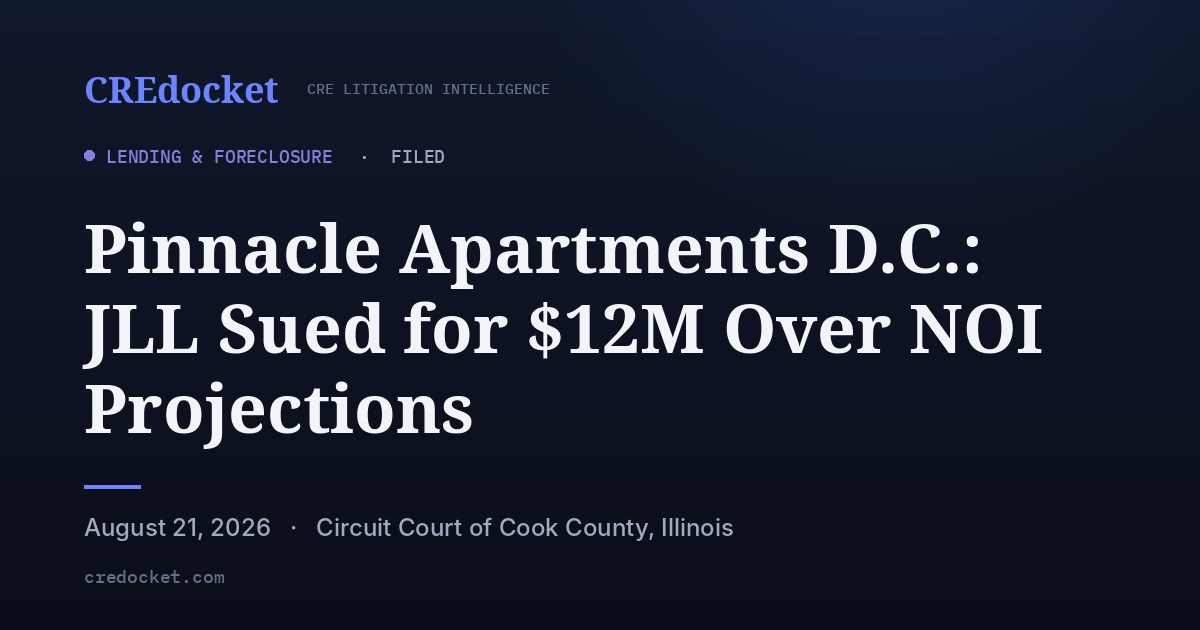 CREdocket CRE LITIGATION INTELLIGENCE
LENDING & FORECLOSURE · FILED
Pinnacle Apartments D.C.:
JLL Sued for $12M Over NOI
Projections
August 21, 2026 · Circuit Court of Cook County, Illinois
credocket.com